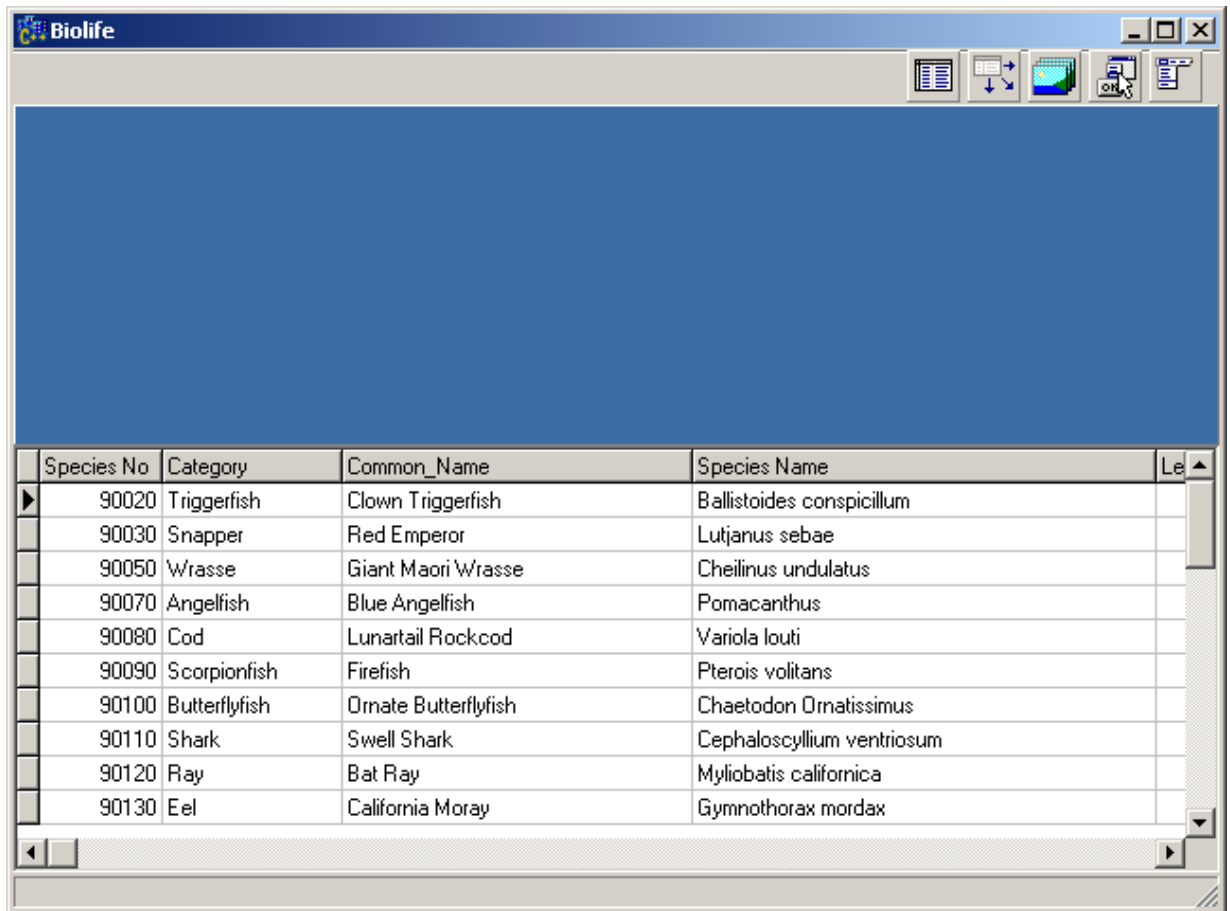 Biolife
OK
Species No Category Common_Name Species Name Le
90020 Triggerfish Clown Triggerfish Ballistoides conspicillum
90030 Snapper Red Emperor Lutjanus sebae
90050 Wrasse Giant Maori Wrasse Cheilinus undulatus
90070 Angelfish Blue Angelfish Pomacanthus
90080 Cod Lunartail Rockcod Variola louti
90090 Scorpionfish Firefish Pterois volitans
90100 Butterflyfish Ornate Butterflyfish Chaetodon Ornatissimus
90110 Shark Swell Shark Cephaloscyllium ventriosum
90120 Ray Bat Ray Myliobatis californica
90130 Eel California Moray Gymnothorax mordax